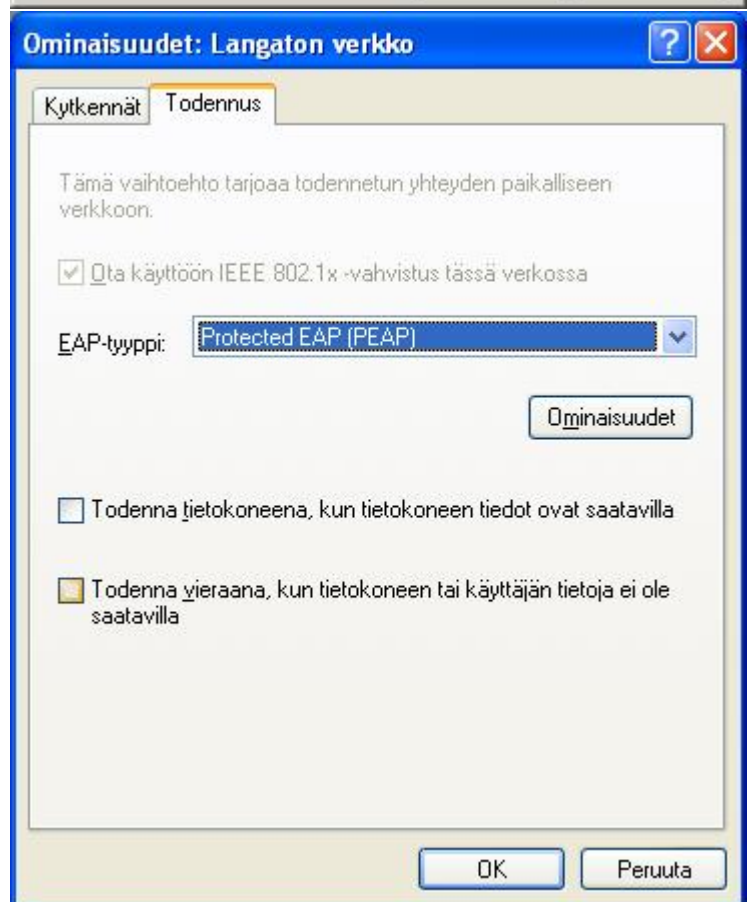 Ominaisuudet: Langaton verkko
Kytkennät Todennus
Tämä vaihtoehto tarjoaa todennetun yhteyden paikalliseen
verkkoon.
Ota käyttöön IEEE 802.1x -vahvistus tässä verkossa
EAP-tyyppi: Protected EAP (PEAP)
Ominaisuudet
Todenna tietokoneena, kun tietokoneen tiedot ovat saatavilla
Todenna vieraana, kun tietokoneen tai käyttäjän tietoja ei ole
saatavilla
OK Peruuta